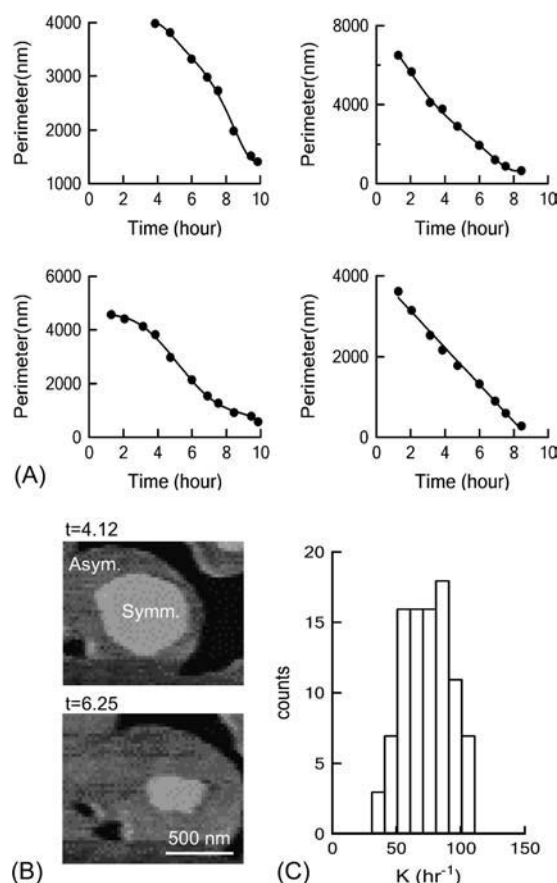 4000
3000
2000
1000
Perimeter(nm)
0 2 4 6 8 10
Time (hour)
8000
4000
0
Perimeter(nm)
0 2 4 6 8 10
Time (hour)
6000
4000
2000
0
Perimeter(nm)
0 2 4 6 8 10
Time (hour)
4000
2000
0
Perimeter(nm)
0 2 4 6 8 10
Time (hour)
(A)
t=4.12
Asym.
Symm.
t=6.25
500 nm
(B)
20
15
10
5
0
counts
0 50 100 150
K (hr⁻¹)
(C)